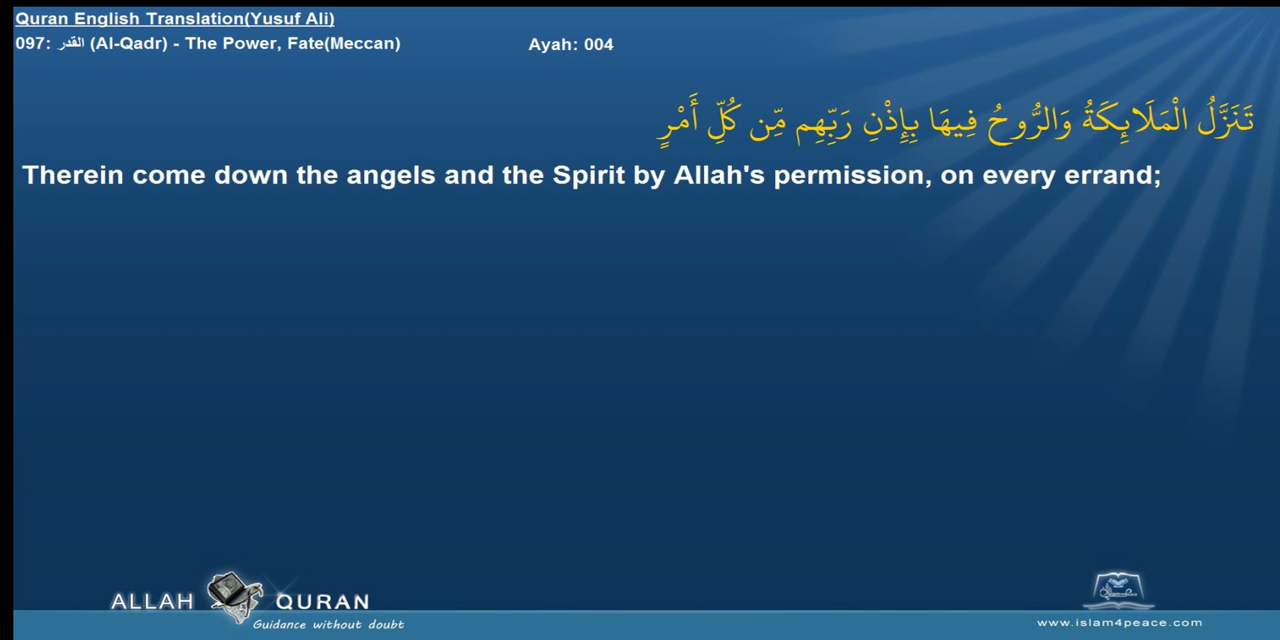 Quran English Translation(Yusuf Ali)
097: القدر (Al-Qadr) - The Power, Fate(Meccan) Ayah: 004
تَنَزَّلُ الْمَلَائِكَةُ وَالرُّوحُ فِيهَا بِإِذْنِ رَبِّهِم مِّن كُلِّ أَمْرٍ
Therein come down the angels and the Spirit by Allah's permission, on every errand;
ALLAH QURAN
Guidance without doubt
www.islam4peace.com